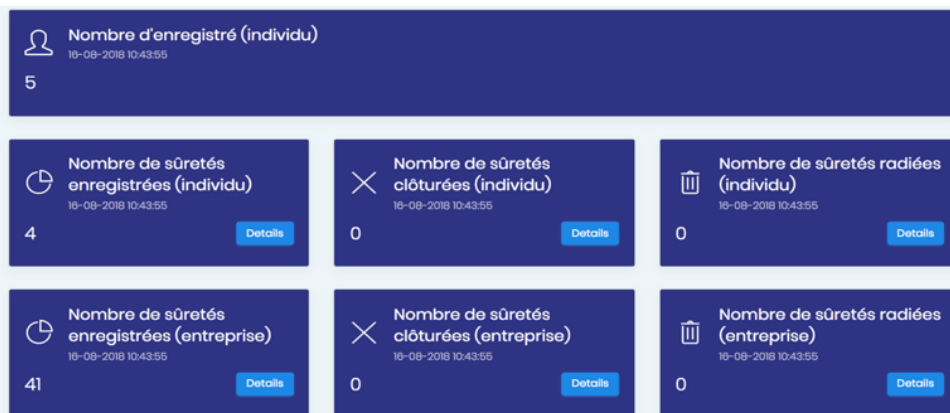 Nombre d'enregistré (individu)
16-08-2018 10:43:55
5
Nombre de sûretés
enregistrées (individu)
16-08-2018 10:43:55
4
Details
Nombre de sûretés
clôturées (individu)
16-08-2018 10:43:55
0
Details
Nombre de sûretés radiées
(individu)
16-08-2018 10:43:55
0
Details
Nombre de sûretés
enregistrées (entreprise)
16-08-2018 10:43:55
41
Details
Nombre de sûretés
clôturées (entreprise)
16-08-2018 10:43:55
0
Details
Nombre de sûretés radiées
(entreprise)
16-08-2018 10:43:55
0
Details